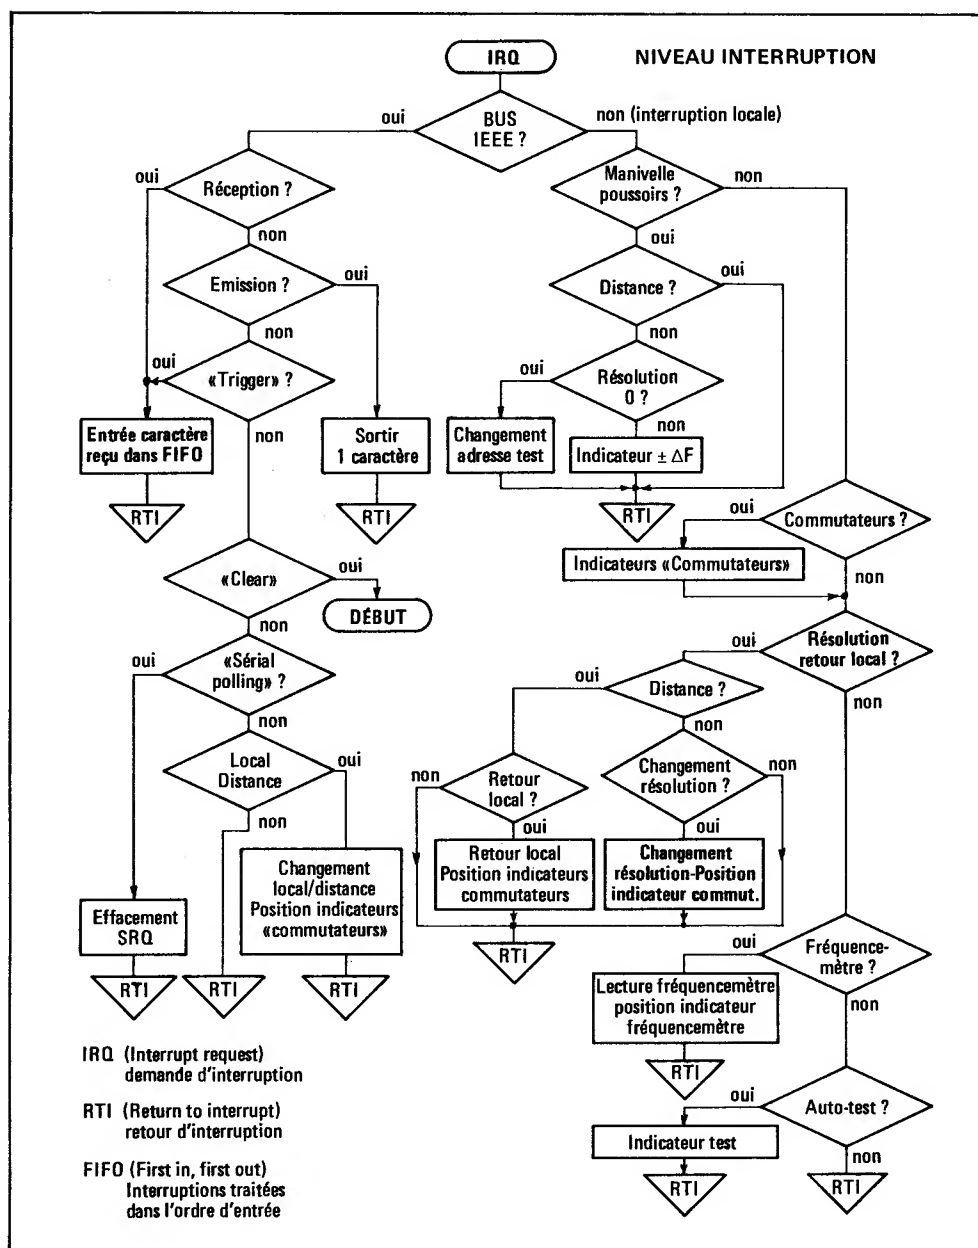 IRQ
NIVEAU INTERRUPTION
BUS
IEEE ?
oui
non (interruption locale)
oui
Réception ?
non
Manivelle
poussoirs ?
non
oui
Emission ?
oui
non
Distance ?
oui
non
oui
«Trigger» ?
non
oui
Résolution
0 ?
non
Entrée caractère
reçu dans FIFO
Sortir
1 caractère
Changement
adresse test
Indicateur ± ΔF
RTI
RTI
RTI
oui
Commutateurs ?
non
Indicateurs «Commutateurs»
«Clear»
oui
non
DÉBUT
oui
Résolution
retour local ?
non
oui
«Sérial
polling» ?
non
oui
Distance ?
non
Local
Distance
oui
non
non
Retour
local ?
oui
Changement
résolution ?
non
oui
Changement
local/distance
Position indicateurs
«commutateurs»
Retour local
Position indicateurs
commutateurs
Changement
résolution-Position
indicateur commut.
Effacement
SRQ
RTI
RTI
RTI
RTI
oui
Fréquence-
mètre ?
non
Lecture fréquencemètre
position indicateur
fréquencemètre
RTI
oui
Auto-test ?
non
Indicateur test
RTI
RTI
IRQ (Interrupt request)
demande d'interruption
RTI (Return to interrupt)
retour d'interruption
FIFO (First in, first out)
Interruptions traitées
dans l'ordre d'entrée